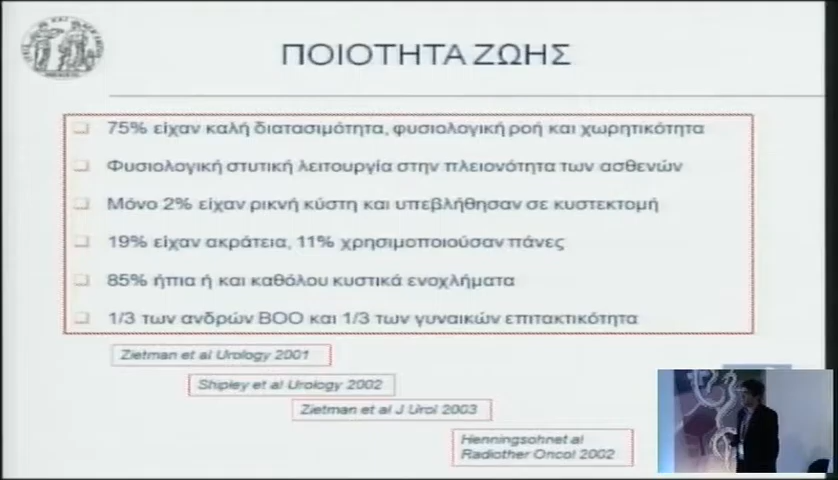 ΠΟΙΟΤΗΤΑ ΖΩΗΣ
75% είχαν καλή διατασιμότητα, φυσιολογική ροή και χωρητικότητα
Φυσιολογική στυτική λειτουργία στην πλειονότητα των ασθενών
Μόνο 2% είχαν ρικνή κύστη και υπεβλήθησαν σε κυστεκτομή
19% είχαν ακράτεια, 11% χρησιμοποιούσαν πάνες
85% ήπια ή και καθόλου κυστικά ενοχλήματα
1/3 των ανδρών ΒΟΟ και 1/3 των γυναικών επιτακτικότητα
Zietman et al Urology 2001
Shipley et al Urology 2002
Zietman et al J Urol 2003
Henningsohnet al
Radiother Oncol 2002